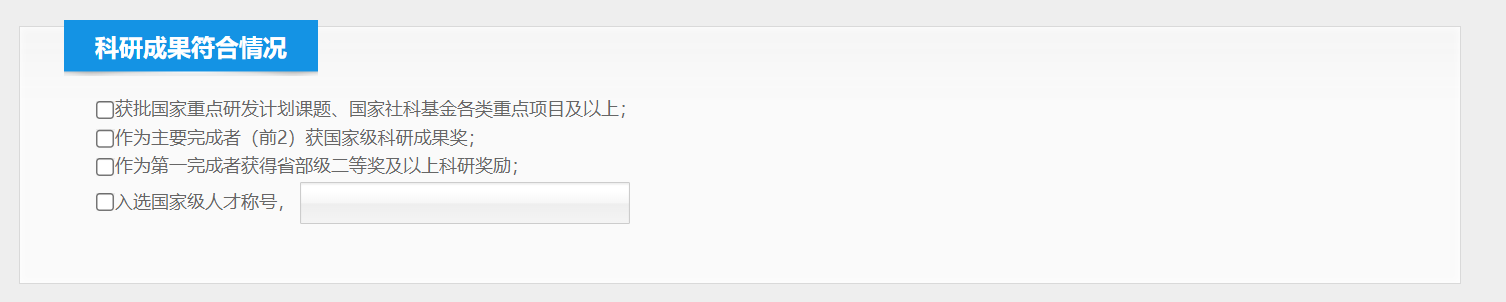 科研成果符合情况
获批国家重点研发计划课题、国家社科基金各类重点项目及以上；
作为主要完成者（前2）获国家级科研成果奖；
作为第一完成者获得省部级二等奖及以上科研奖励；
入选国家级人才称号，